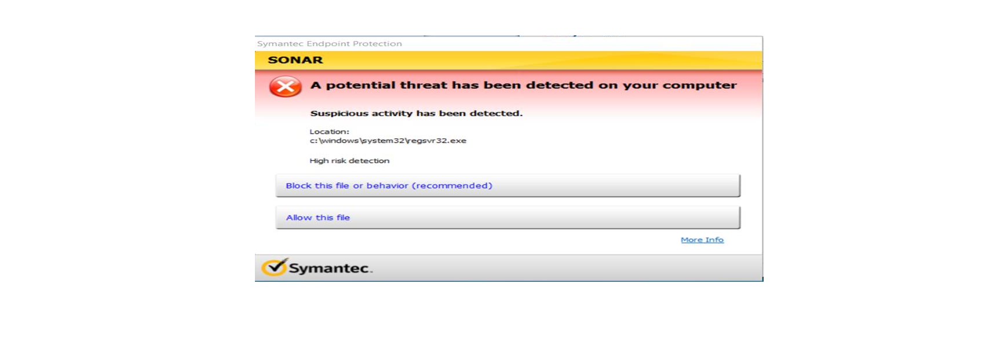 Symantec Endpoint Protection
SONAR
A potential threat has been detected on your computer
Suspicious activity has been detected.
Location:
c:\windows\system32\regsvr32.exe
High risk detection
Block this file or behavior (recommended)
Allow this file
More Info
Symantec™